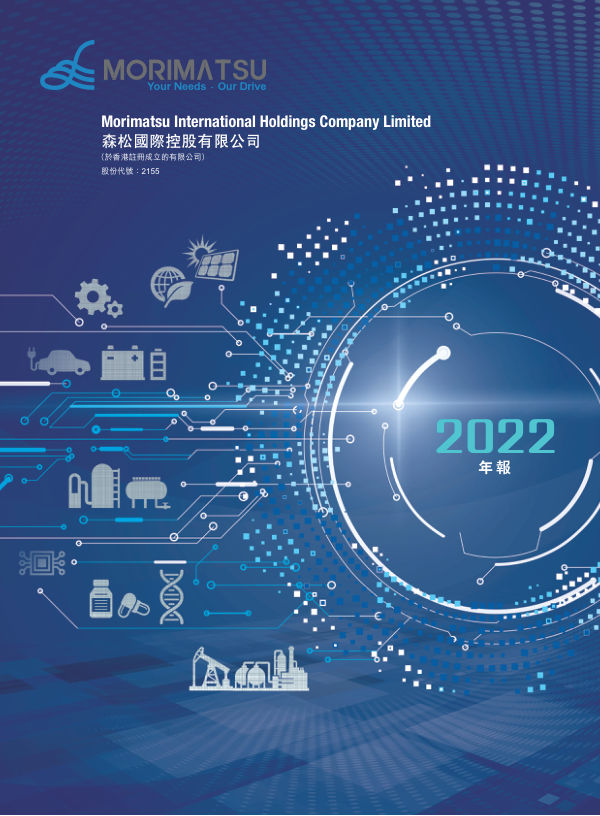 MORIMATSU
Your Needs - Our Drive
Morimatsu International Holdings Company Limited
森松國際控股有限公司
(於香港註冊成立的有限公司)
股份代號：2155
2022
年報